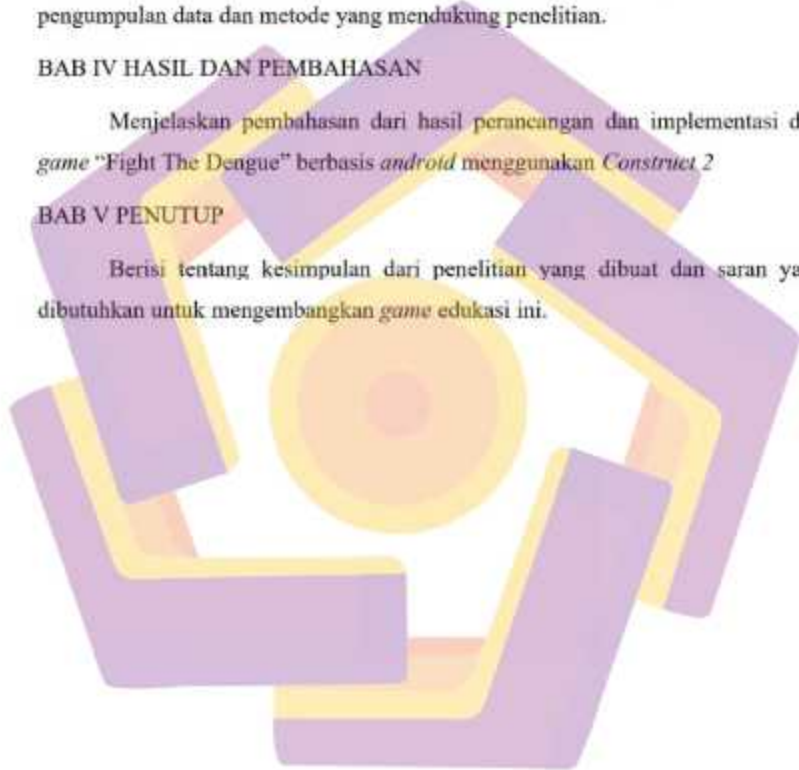 pengumpulan data dan metode yang mendukung penelitian.
BAB IV HASIL DAN PEMBAHASAN
Menjelaskan pembahasan dari hasil perancangan dan implementasi d
game “Fight The Dengue” berbasis android menggunakan Construct 2
BAB V PENUTUP
Berisi tentang kesimpulan dari penelitian yang dibuat dan saran ya
dibutuhkan untuk mengembangkan game edukasi ini.